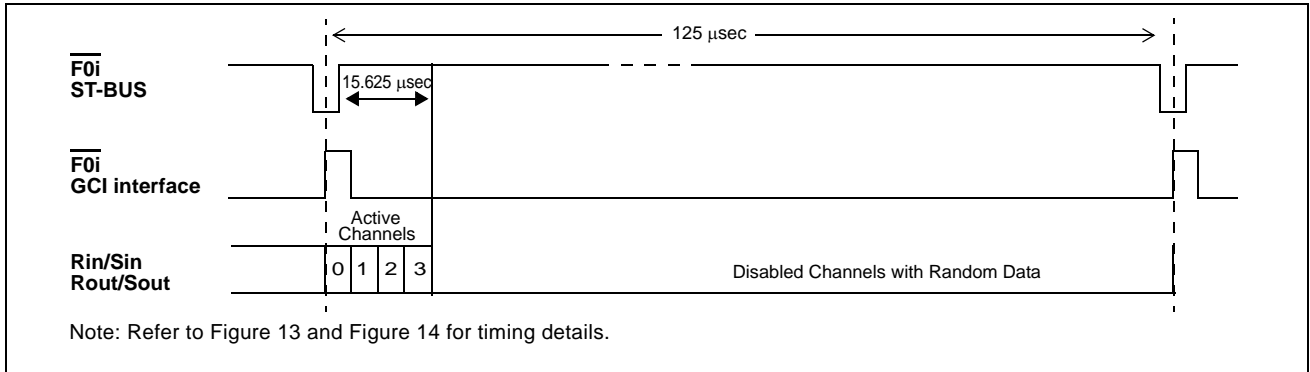 125 μsec
F0i
ST-BUS
15.625 μsec
F0i
GCI interface
Active
Channels
Rin/Sin
Rout/Sout
0 1 2 3
Disabled Channels with Random Data
Note: Refer to Figure 13 and Figure 14 for timing details.